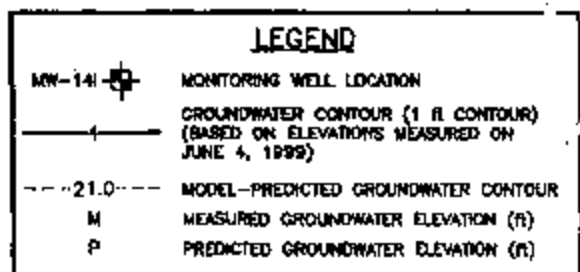 LEGEND
MW-14I MONITORING WELL LOCATION
GROUNDWATER CONTOUR (1 ft CONTOUR)
4 (BASED ON ELEVATIONS MEASURED ON
JUNE 4, 1999)
21.0 MODEL-PREDICTED GROUNDWATER CONTOUR
M MEASURED GROUNDWATER ELEVATION (ft)
P PREDICTED GROUNDWATER ELEVATION (ft)